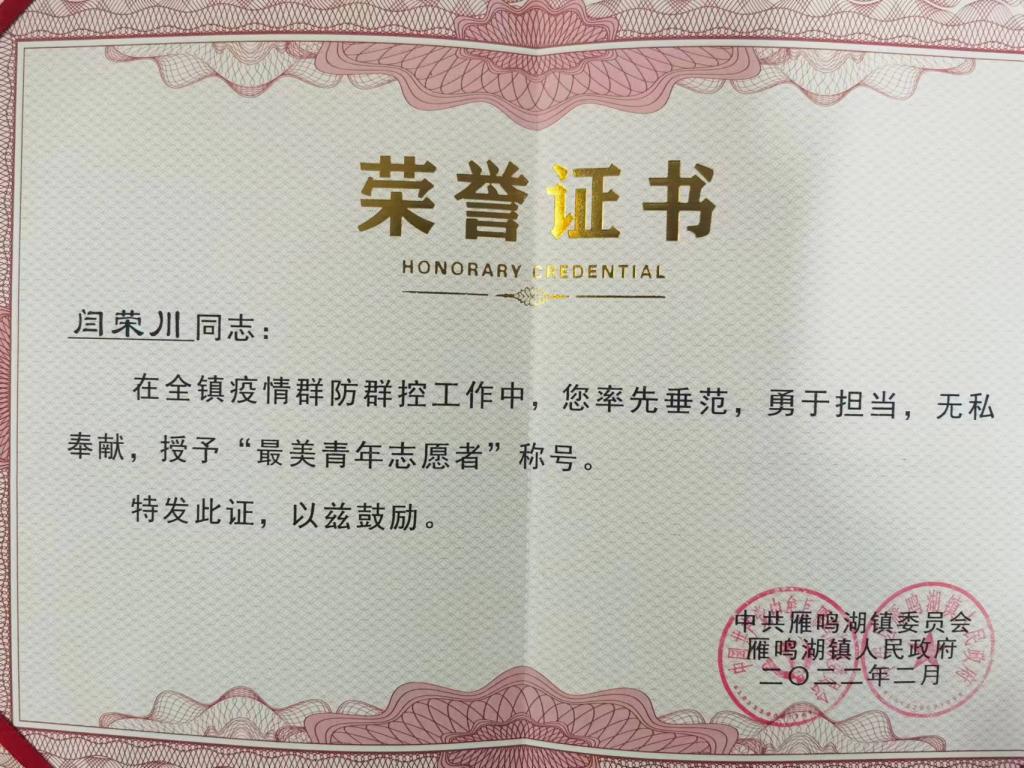 荣誉证书
HONORARY CREDENTIAL
闫荣川同志：
在全镇疫情群防群控工作中，您率先垂范，勇于担当，无私
奉献，授予“最美青年志愿者”称号。
特发此证，以兹鼓励。
中共雁鸣湖镇委员会
雁鸣湖镇人民政府
二〇二二年二月